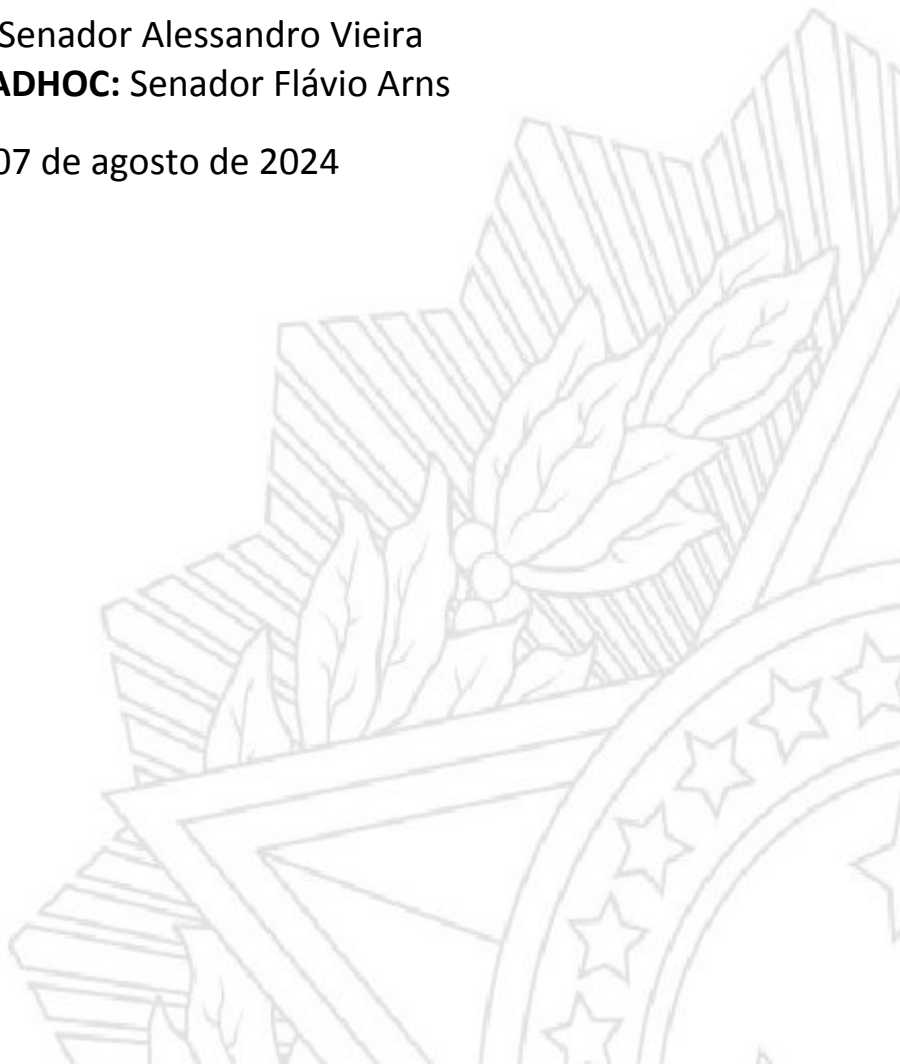 Senador Alessandro Vieira
ADHOC: Senador Flávio Arns
07 de agosto de 2024